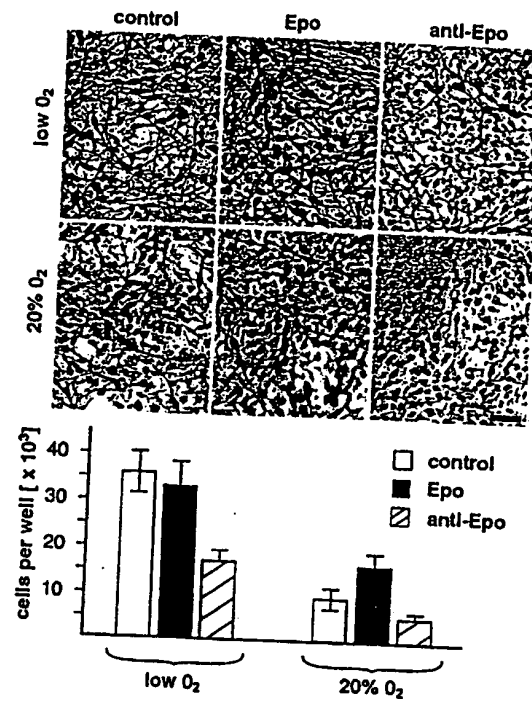 control Epo anti-Epo
low O₂
20% O₂
cells per well [ x 10³]
40
30
20
10
control
Epo
anti-Epo
low O₂ 20% O₂